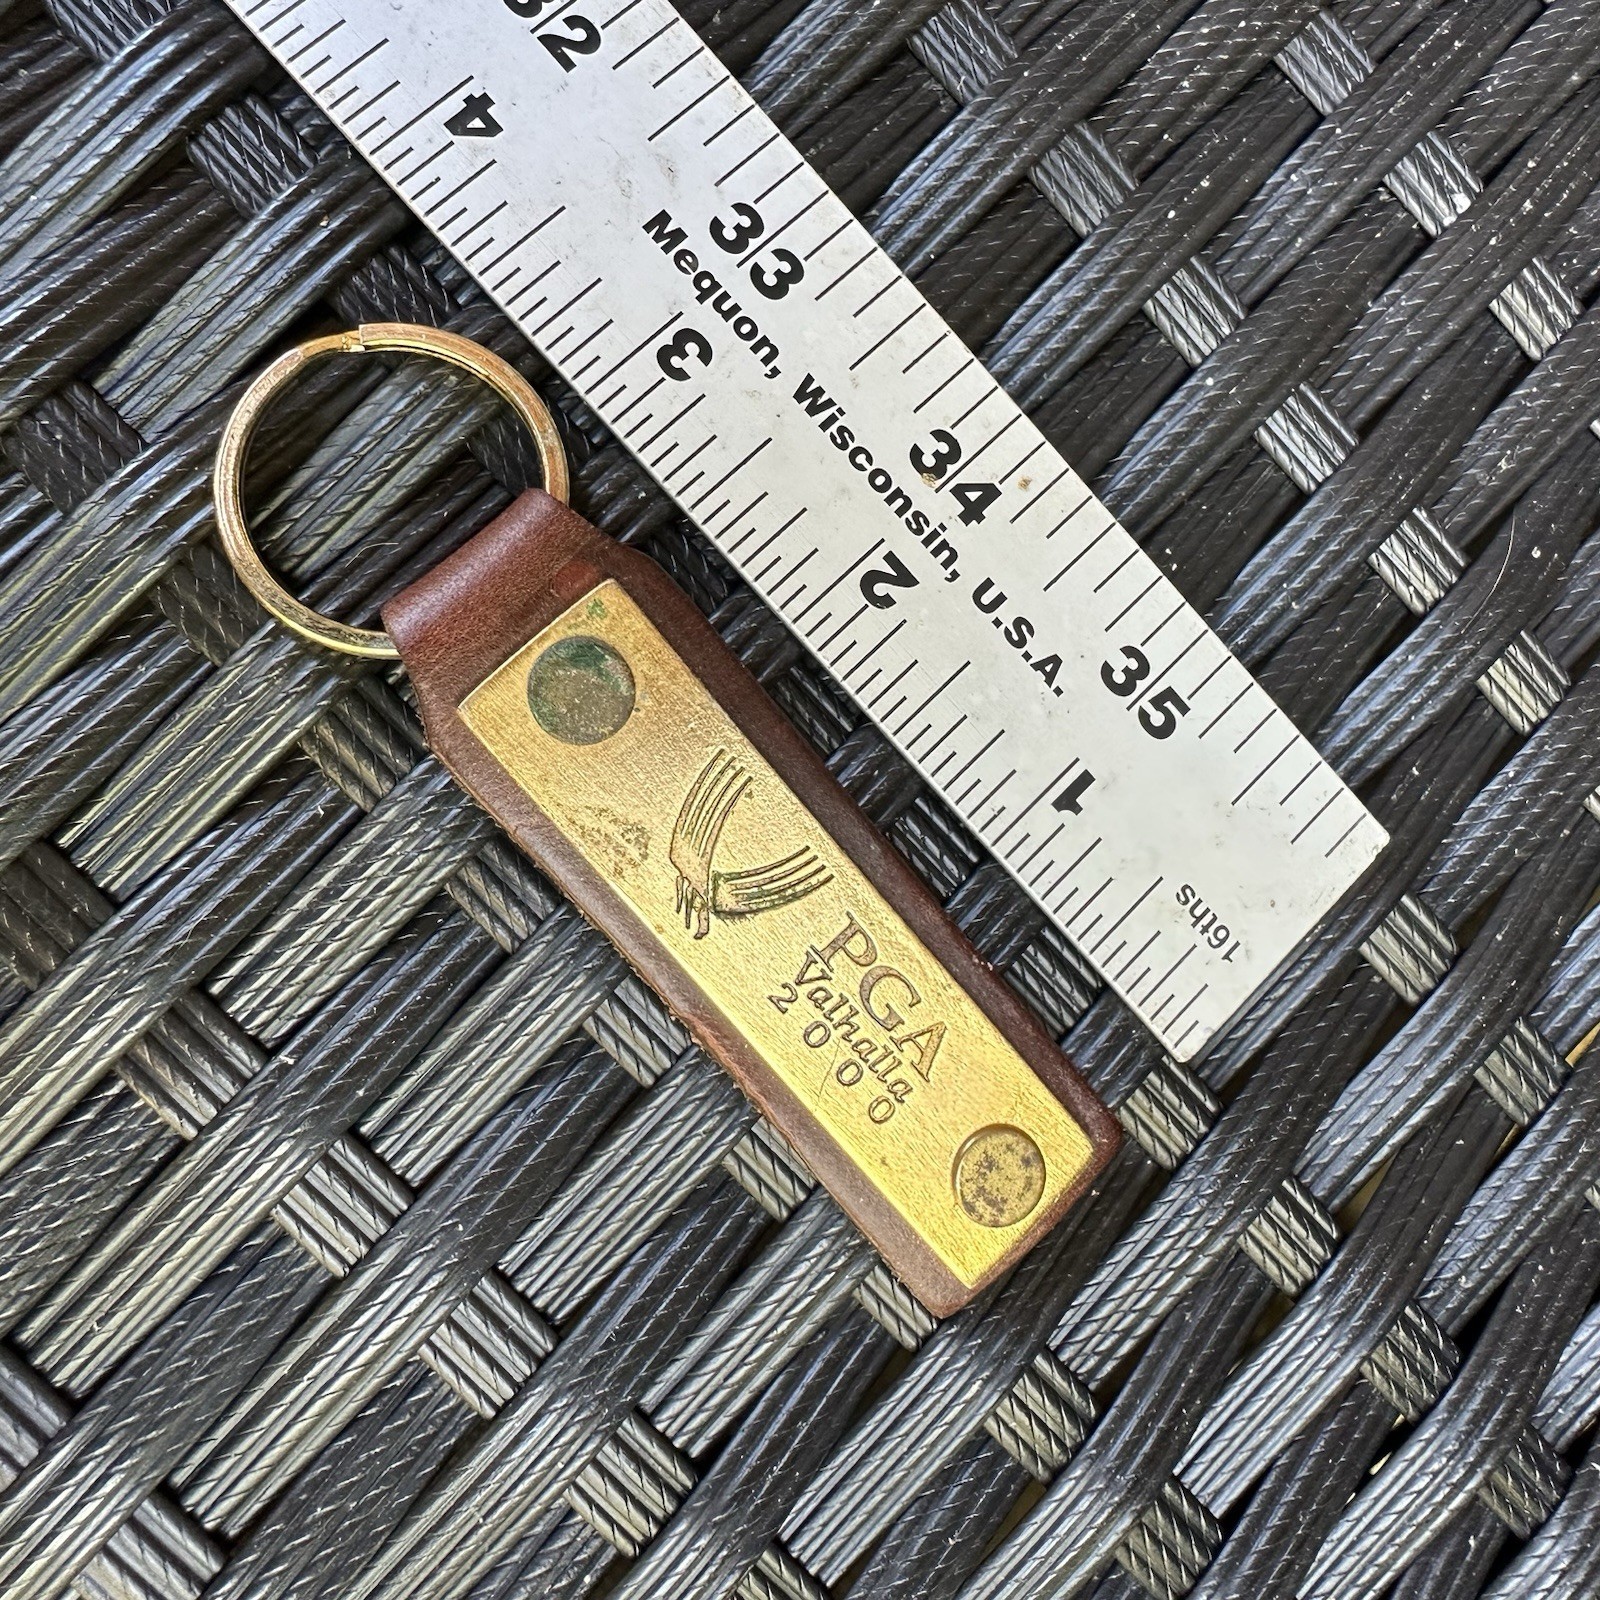 32
33
34
35
Mequon, Wisconsin, U.S.A.
4
3
2
1
16ths
PGA
Valhalla
2000